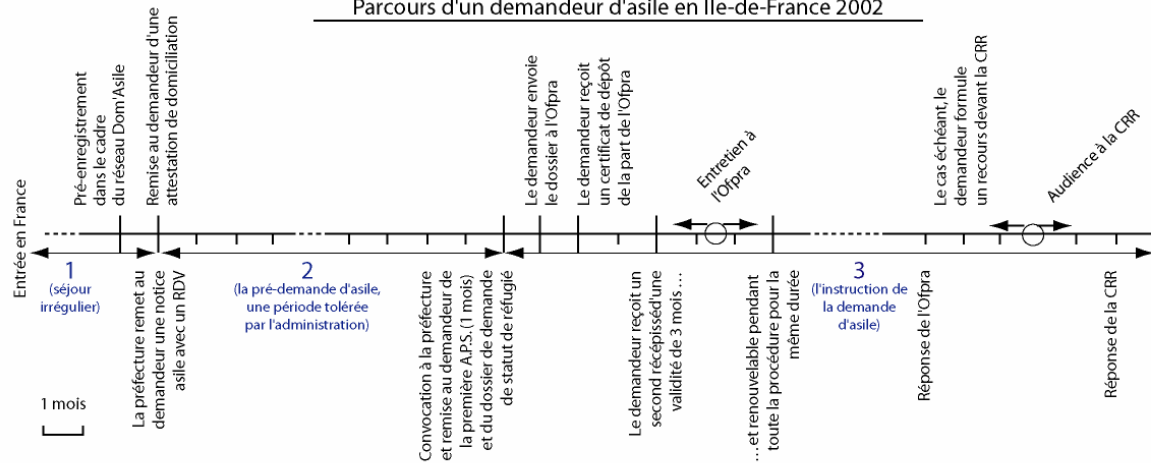 Parcours d'un demandeur d'asile en Ile-de-France 2002
Entrée en France
Pré-enregistrement
dans le cadre
du réseau Dom'Asile
Remise au demandeur d'une
attestation de domiciliation
Le demandeur envoie
le dossier à l'Ofpra
Le demandeur reçoit
un certificat de dépôt
de la part de l'Ofpra
Entretien à
l'Ofpra
Le cas échéant, le
demandeur formule
un recours devant la CRR
Audience à la CRR
1
(séjour
irrégulier)
La préfecture remet au
demandeur une notice
asile avec un RDV
2
(la pré-demande d'asile,
une période tolérée
par l'administration)
Convocation à la préfecture
et remise au demandeur de
la première A.P.S. (1 mois)
et du dossier de demande
de statut de réfugié
Le demandeur reçoit un
second récépisséd'une
validité de 3 mois ...
...et renouvelable pendant
toute la procédure pour la
même durée
3
(l'instruction de
la demande
d'asile)
Réponse de l'Ofpra
Réponse de la CRR
1 mois